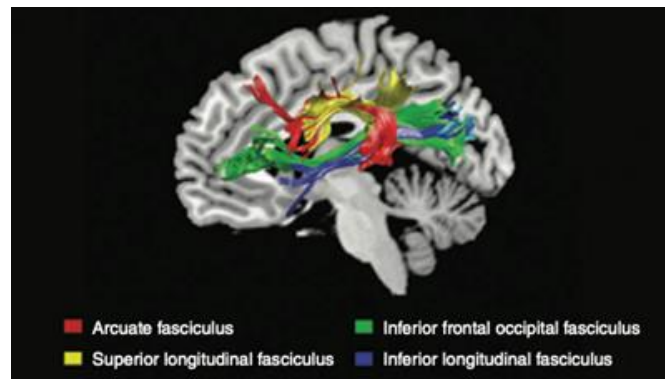 Arcuate fasciculus
Superior longitudinal fasciculus
Inferior frontal occipital fasciculus
Inferior longitudinal fasciculus